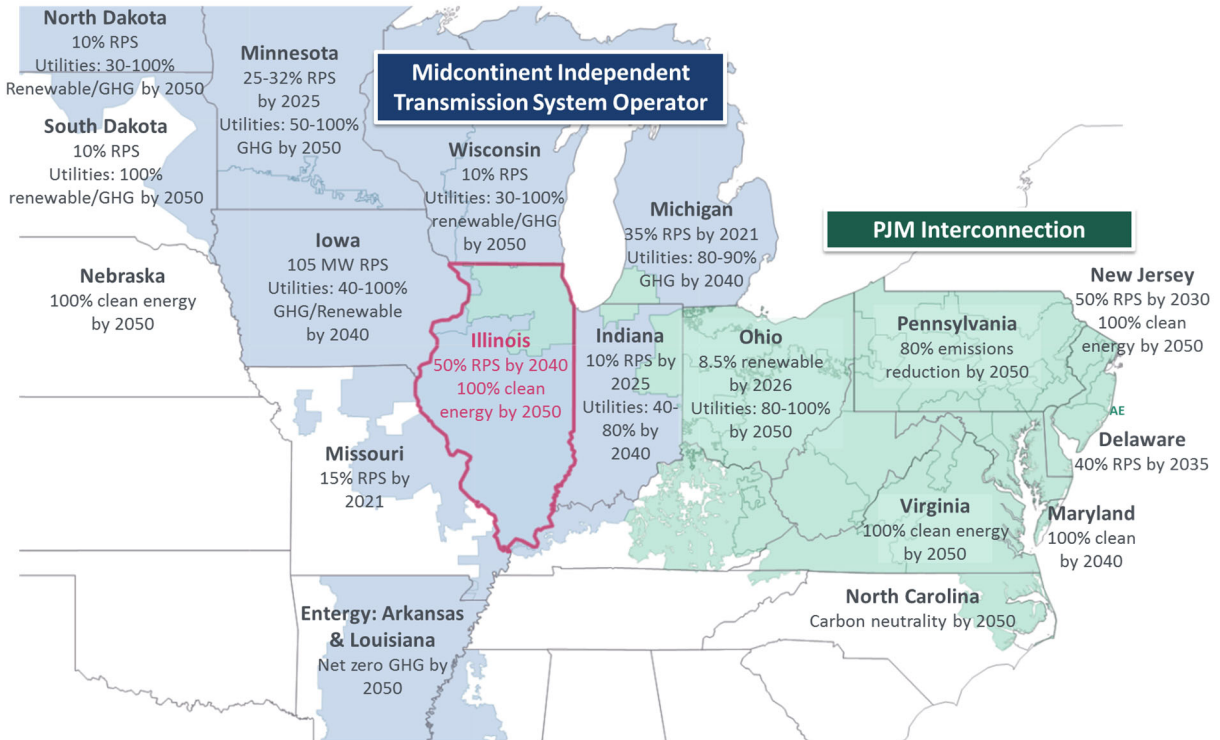 North Dakota
10% RPS
Utilities: 30-100%
Renewable/GHG by 2050
Minnesota
25-32% RPS
by 2025
Utilities: 50-100%
GHG by 2050
Midcontinent Independent
Transmission System Operator
South Dakota
10% RPS
Utilities: 100%
renewable/GHG by 2050
Wisconsin
10% RPS
Utilities: 30-100%
renewable/GHG
by 2050
Michigan
35% RPS by 2021
Utilities: 80-90%
GHG by 2040
PJM Interconnection
Nebraska
100% clean energy
by 2050
Iowa
105 MW RPS
Utilities: 40-100%
GHG/Renewable
by 2040
Illinois
50% RPS by 2040
100% clean
energy by 2050
Indiana
10% RPS by
2025
Utilities: 40-
80% by
2040
Ohio
8.5% renewable
by 2026
Utilities: 80-100%
by 2050
Pennsylvania
80% emissions
reduction by 2050
New Jersey
50% RPS by 2030
100% clean
energy by 2050
AE
Delaware
40% RPS by 2035
Missouri
15% RPS by
2021
Virginia
100% clean energy
by 2050
Maryland
100% clean
by 2040
Entergy: Arkansas
& Louisiana
Net zero GHG by
2050
North Carolina
Carbon neutrality by 2050